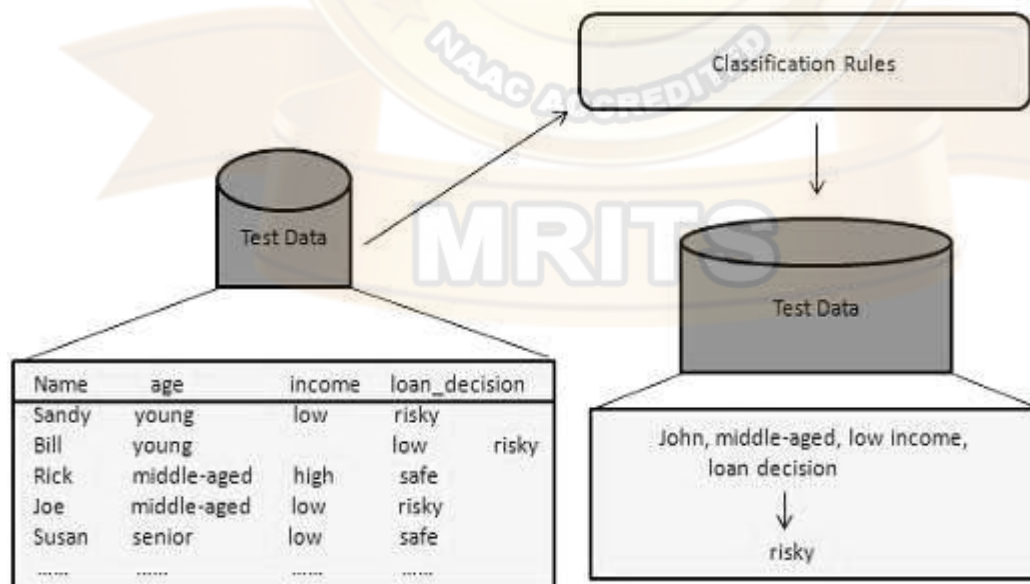 NAAC ACCREDITED
Classification Rules
Test Data
MRITS
Test Data
Name age income loan_decision
Sandy young low risky
Bill young low risky
Rick middle-aged high safe
Joe middle-aged low risky
Susan senior low safe
...... ...... ...... ......
John, middle-aged, low income,
loan decision
risky